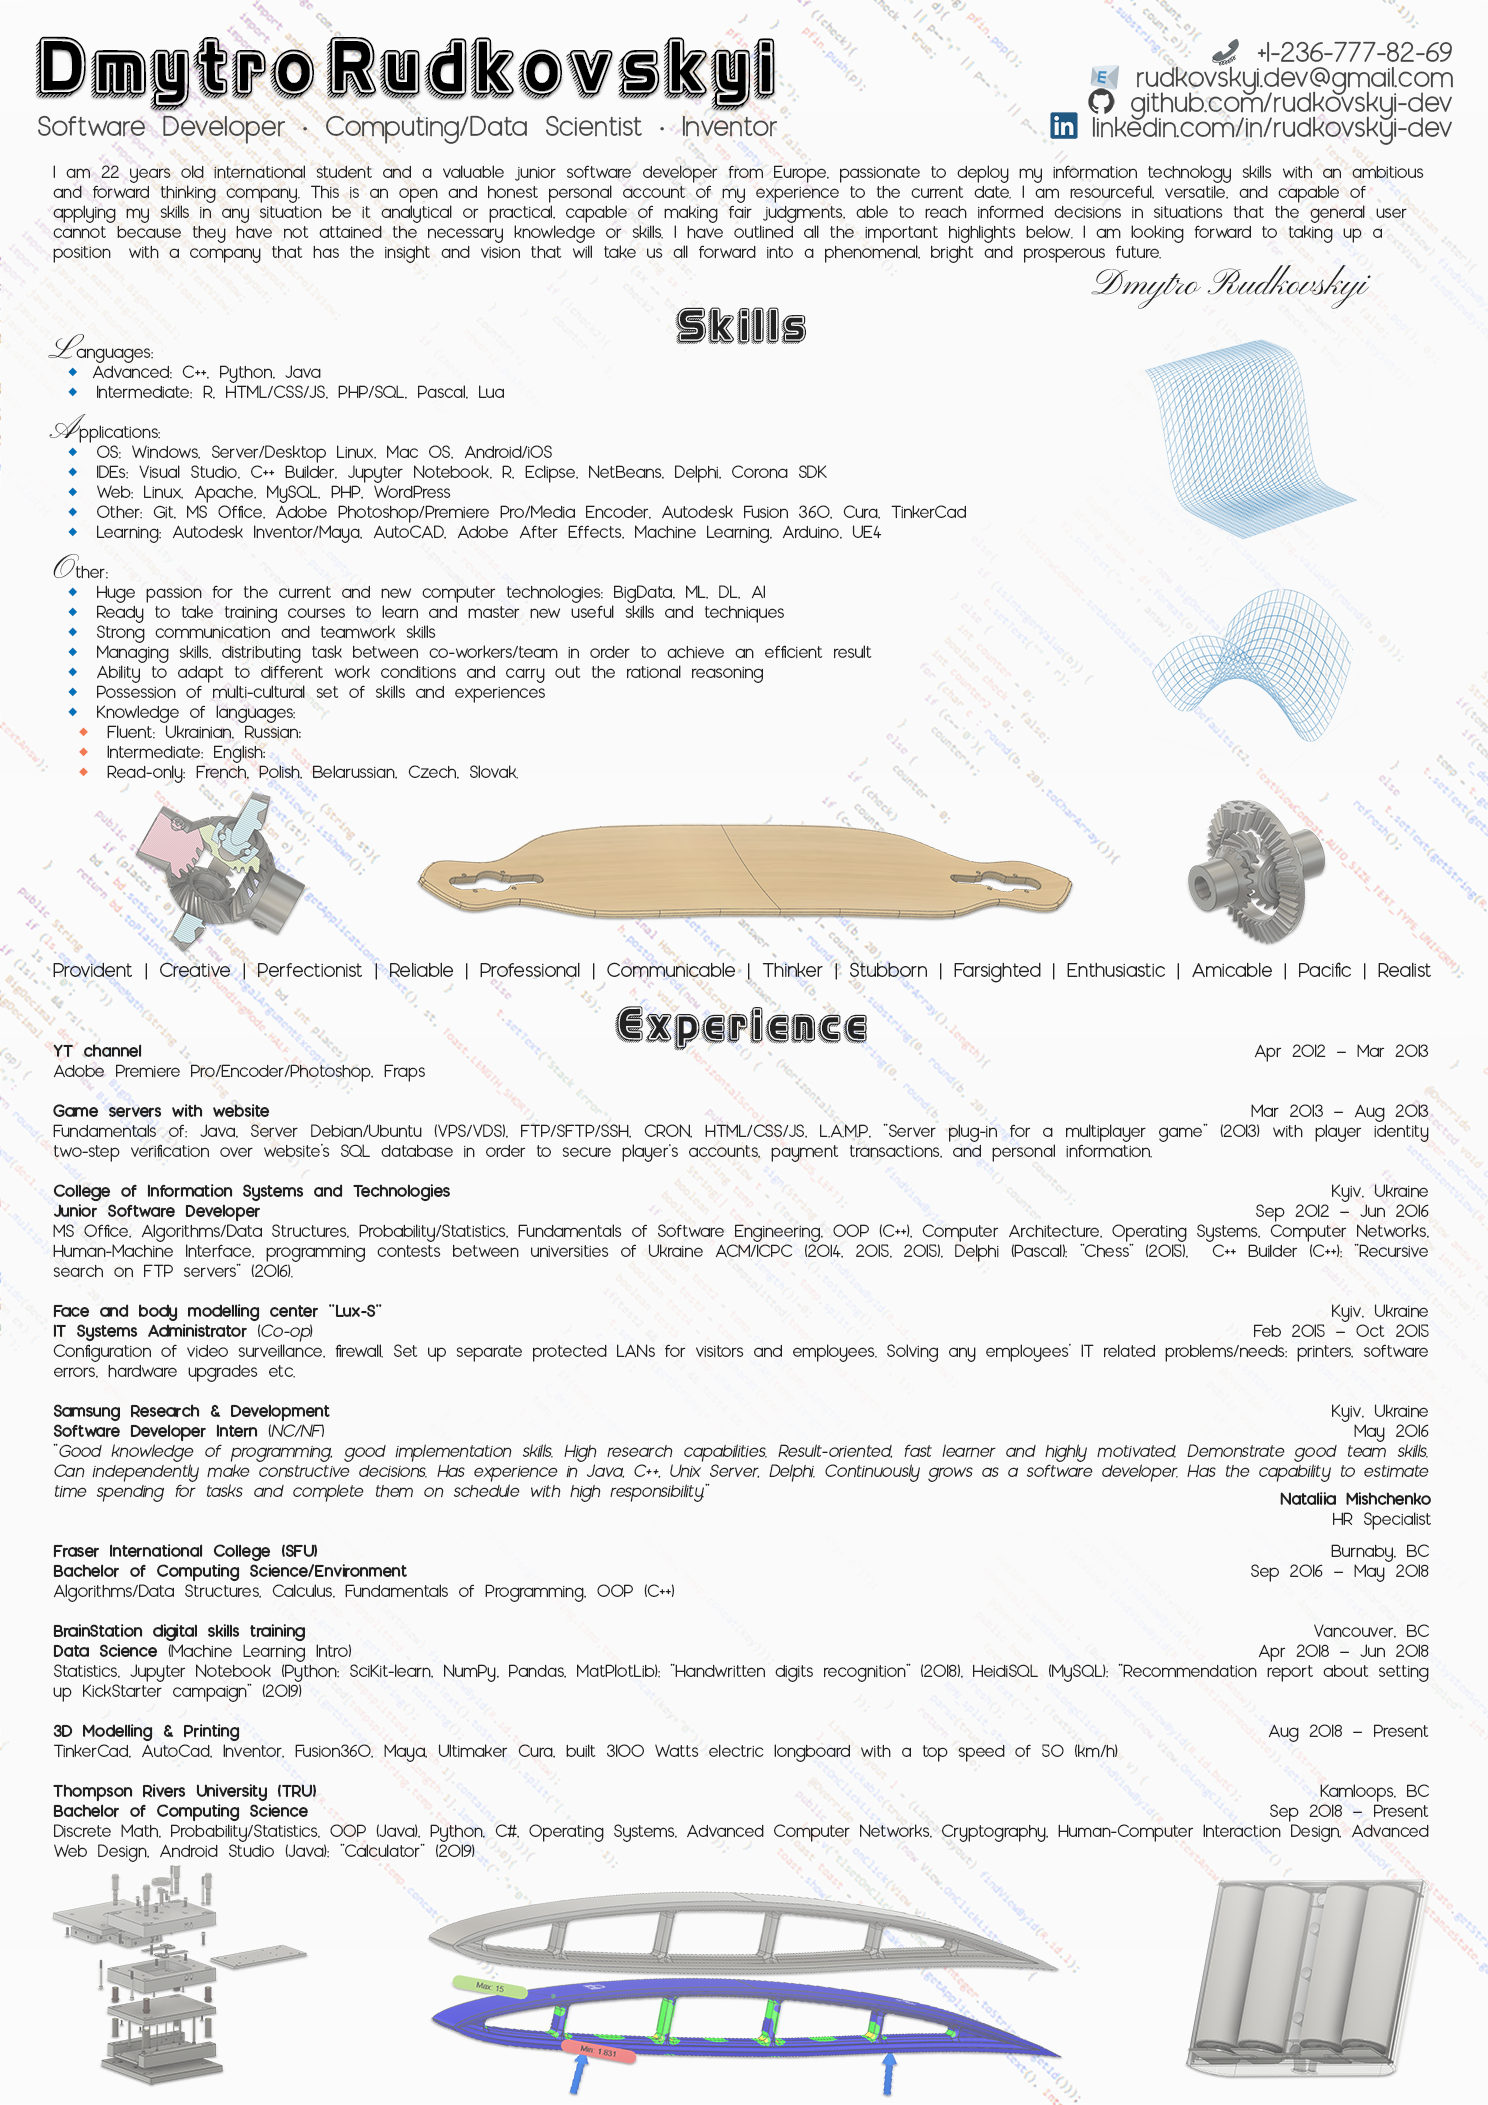 Dmytro Rudkovskyi
Software Developer · Computing/Data Scientist · Inventor
+1-236-777-82-69
rudkovskyi.dev@gmail.com
github.com/rudkovskyi-dev
linkedin.com/in/rudkovskyi-dev
I am 22 years old international student and a valuable junior software developer from Europe, passionate to deploy my information technology skills with an ambitious
and forward thinking company. This is an open and honest personal account of my experience to the current date. I am resourceful, versatile, and capable of
applying my skills in any situation be it analytical or practical, capable of making fair judgments, able to reach informed decisions in situations that the general user
cannot because they have not attained the necessary knowledge or skills. I have outlined all the important highlights below. I am looking forward to taking up a
position with a company that has the insight and vision that will take us all forward into a phenomenal, bright and prosperous future.
Dmytro Rudkovskyi
Skills
Languages:
Advanced: C++, Python, Java
Intermediate: R, HTML/CSS/JS, PHP/SQL, Pascal, Lua
Applications:
OS: Windows, Server/Desktop Linux, Mac OS, Android/iOS
IDEs: Visual Studio, C++ Builder, Jupyter Notebook, R, Eclipse, NetBeans, Delphi, Corona SDK
Web: Linux, Apache, MySQL, PHP, WordPress
Other: Git, MS Office, Adobe Photoshop/Premiere Pro/Media Encoder, Autodesk Fusion 360, Cura, TinkerCad
Learning: Autodesk Inventor/Maya, AutoCAD, Adobe After Effects, Machine Learning, Arduino, UE4
Other:
Huge passion for the current and new computer technologies: BigData, ML, DL, AI
Ready to take training courses to learn and master new useful skills and techniques
Strong communication and teamwork skills
Managing skills, distributing task between co-workers/team in order to achieve an efficient result
Ability to adapt to different work conditions and carry out the rational reasoning
Possession of multi-cultural set of skills and experiences
Knowledge of languages:
Fluent: Ukrainian, Russian;
Intermediate: English;
Read-only: French, Polish, Belarussian, Czech, Slovak.
Provident | Creative | Perfectionist | Reliable | Professional | Communicable | Thinker | Stubborn | Farsighted | Enthusiastic | Amicable | Pacific | Realist
Experience
YT channel Apr 2012 – Mar 2013
Adobe Premiere Pro/Encoder/Photoshop, Fraps
Game servers with website Mar 2013 – Aug 2013
Fundamentals of: Java, Server Debian/Ubuntu (VPS/VDS), FTP/SFTP/SSH, CRON, HTML/CSS/JS, L.A.M.P, "Server plug-in for a multiplayer game" (2013) with player identity
two-step verification over website's SQL database in order to secure player's accounts, payment transactions, and personal information.
College of Information Systems and Technologies Kyiv, Ukraine
Junior Software Developer Sep 2012 – Jun 2016
MS Office, Algorithms/Data Structures, Probability/Statistics, Fundamentals of Software Engineering, OOP (C++), Computer Architecture, Operating Systems, Computer Networks,
Human-Machine Interface, programming contests between universities of Ukraine ACM/ICPC (2014, 2015, 2015), Delphi (Pascal): "Chess" (2015), C++ Builder (C++): "Recursive
search on FTP servers" (2016).
Face and body modelling center "Lux-S" Kyiv, Ukraine
IT Systems Administrator (Co-op) Feb 2015 – Oct 2015
Configuration of video surveillance, firewall. Set up separate protected LANs for visitors and employees. Solving any employees' IT related problems/needs: printers, software
errors, hardware upgrades etc.
Samsung Research & Development Kyiv, Ukraine
Software Developer Intern (NC/NF) May 2016
"Good knowledge of programming, good implementation skills. High research capabilities. Result-oriented, fast learner and highly motivated. Demonstrate good team skills.
Can independently make constructive decisions. Has experience in Java, C++, Unix Server, Delphi. Continuously grows as a software developer. Has the capability to estimate
time spending for tasks and complete them on schedule with high responsibility"
Nataliia Mishchenko
HR Specialist
Fraser International College (SFU) Burnaby, BC
Bachelor of Computing Science/Environment Sep 2016 – May 2018
Algorithms/Data Structures, Calculus, Fundamentals of Programming, OOP (C++)
BrainStation digital skills training Vancouver, BC
Data Science (Machine Learning Intro) Apr 2018 – Jun 2018
Statistics, Jupyter Notebook (Python: SciKit-learn, NumPy, Pandas, MatPlotLib): "Handwritten digits recognition" (2018), HeidiSQL (MySQL): "Recommendation report about setting
up KickStarter campaign" (2019)
3D Modelling & Printing Aug 2018 – Present
TinkerCad, AutoCad, Inventor, Fusion360, Maya, Ultimaker Cura, built 3100 Watts electric longboard with a top speed of 50 (km/h)
Thompson Rivers University (TRU) Kamloops, BC
Bachelor of Computing Science Sep 2018 – Present
Discrete Math, Probability/Statistics, OOP (Java), Python, C#, Operating Systems, Advanced Computer Networks, Cryptography, Human-Computer Interaction Design, Advanced
Web Design, Android Studio (Java): "Calculator" (2019)
Max: 15
Min: 1.831